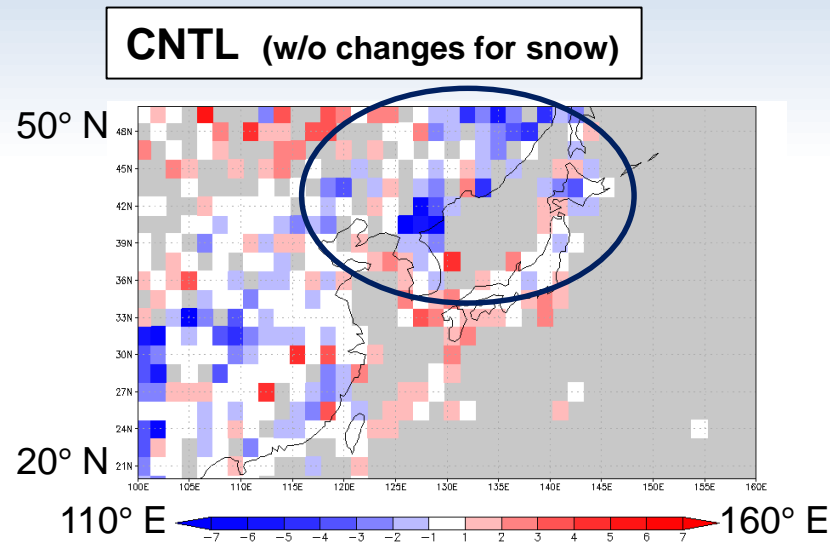 CNTL (w/o changes for snow)
50° N
48N
45N
42N
39N
36N
33N
30N
27N
24N
20° N
21N
100E 105E 110E 115E 120E 125E 130E 135E 140E 145E 150E 155E 160E
110° E 160° E
-7 -6 -5 -4 -3 -2 -1 1 2 3 4 5 6 7